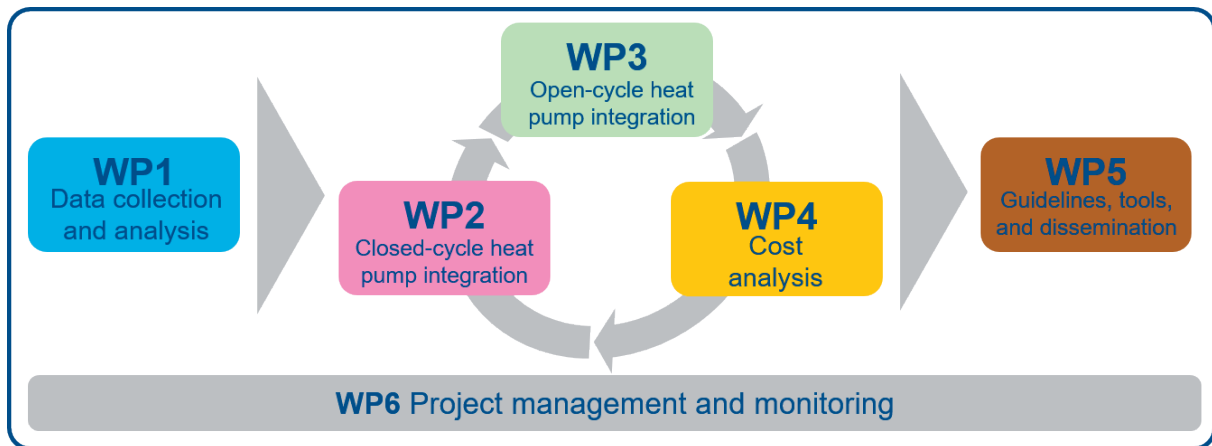 WP1
Data collection
and analysis
WP2
Closed-cycle heat
pump integration
WP3
Open-cycle heat
pump integration
WP4
Cost
analysis
WP5
Guidelines, tools,
and dissemination
WP6 Project management and monitoring